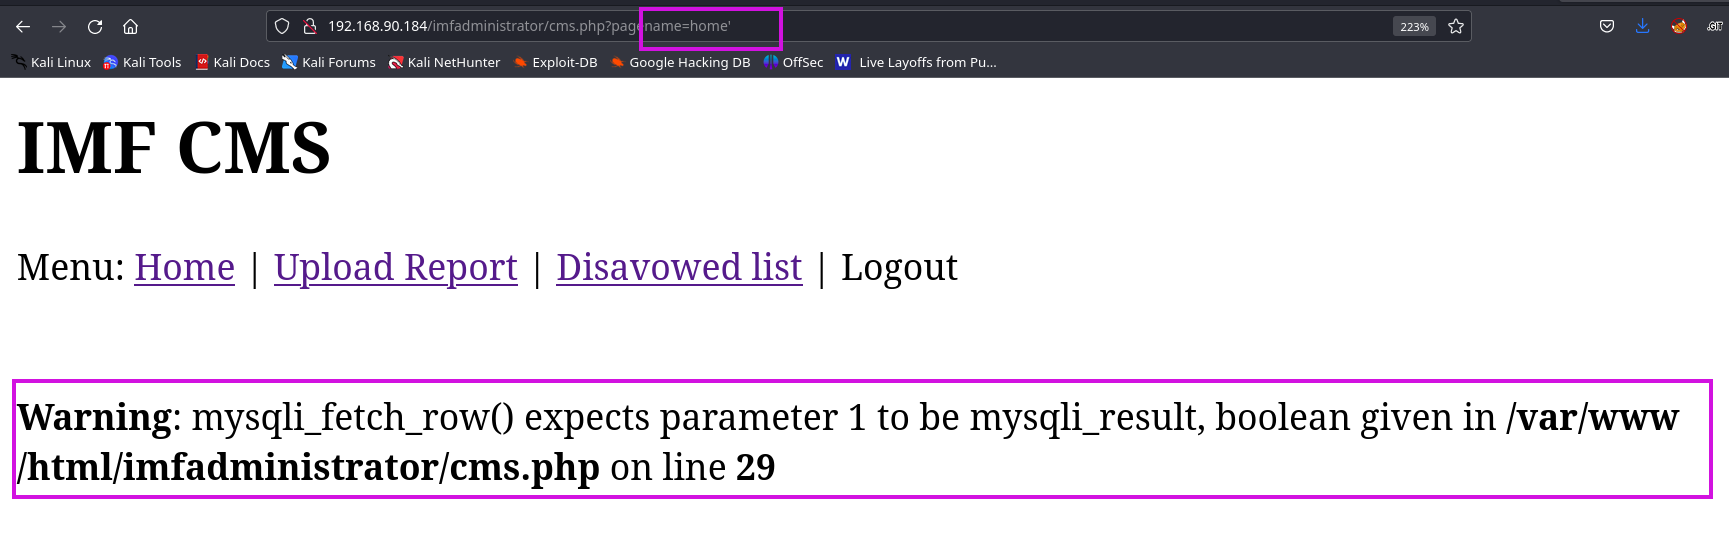 192.168.90.184/imfadministrator/cms.php?pagename=home' 223%
Kali Linux Kali Tools Kali Docs Kali Forums Kali NetHunter Exploit-DB Google Hacking DB OffSec W Live Layoffs from Pu...
IMF CMS
Menu: Home | Upload Report | Disavowed list | Logout
Warning: mysqli_fetch_row() expects parameter 1 to be mysqli_result, boolean given in /var/www
/html/imfadministrator/cms.php on line 29